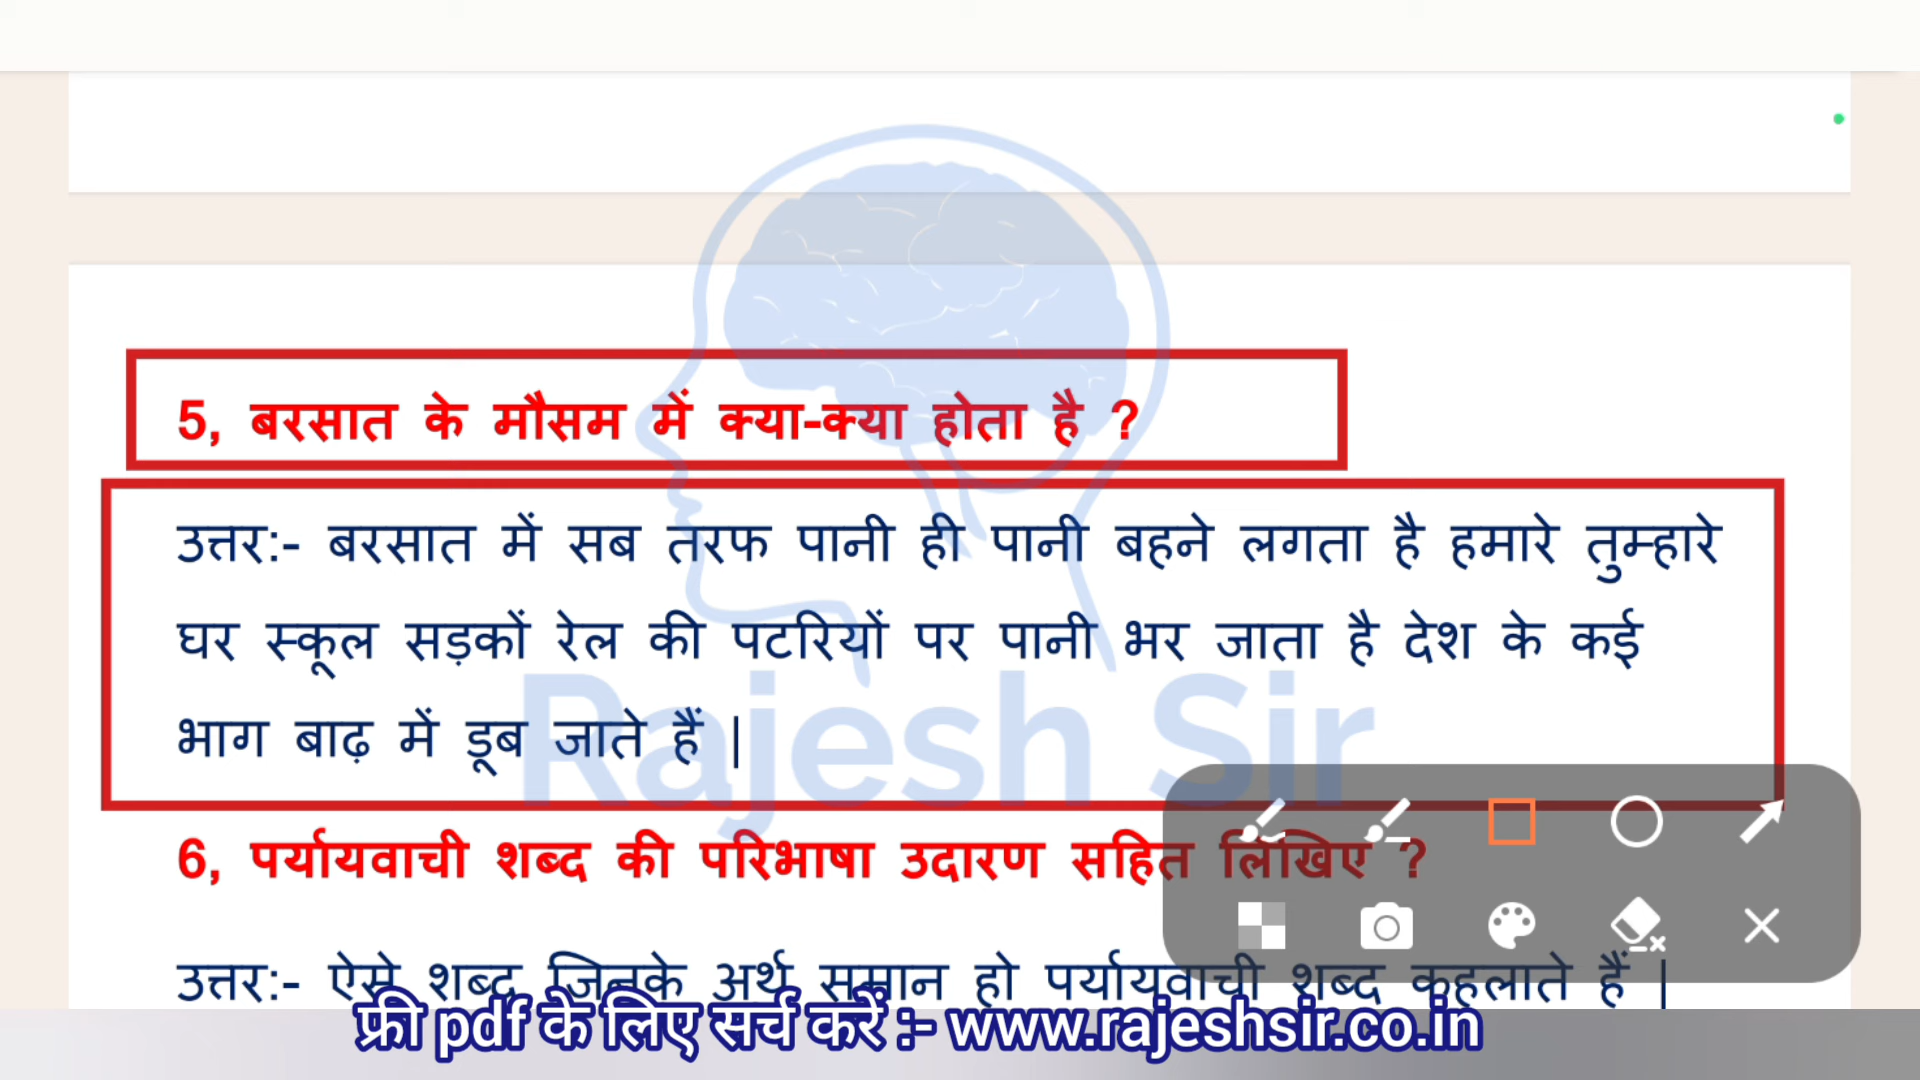 5, बरसात के मौसम में क्या-क्या होता है ?
उत्तर:- बरसात में सब तरफ पानी ही पानी बहने लगता है हमारे तुम्हारे
घर स्कूल सड़कों रेल की पटरियों पर पानी भर जाता है देश के कई
भाग बाढ़ में डूब जाते हैं |
Rajesh Sir
6, पर्यायवाची शब्द की परिभाषा उदारण सहित लिखिए ?
उत्तर:- ऐसे शब्द जिनके अर्थ समान हो पर्यायवाची शब्द कहलाते हैं |
फ्री pdf के लिए सर्च करें :- www.rajeshsir.co.in